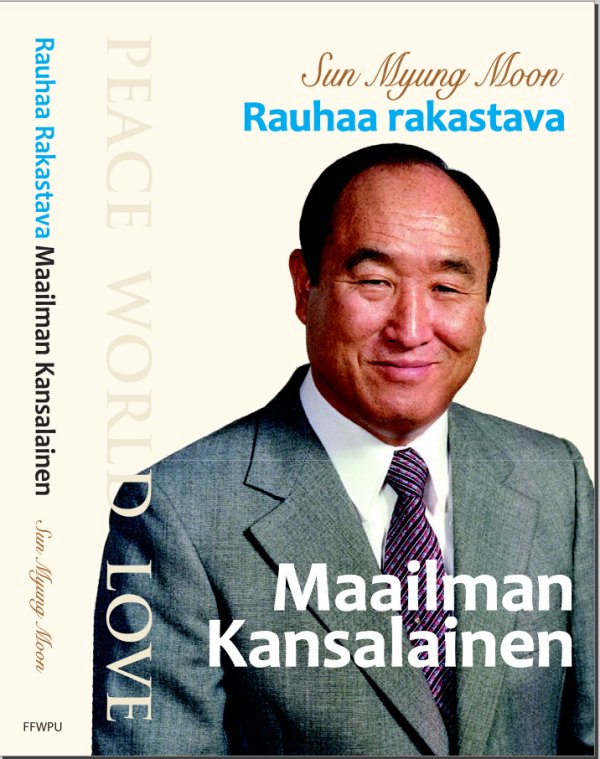 Rauhaa Rakastava Maailman Kansalainen
Sun Myung Moon
FFWPU
PEACE WORLD LOVE
Sun Myung Moon
Rauhaa rakastava
Maailman
Kansalainen